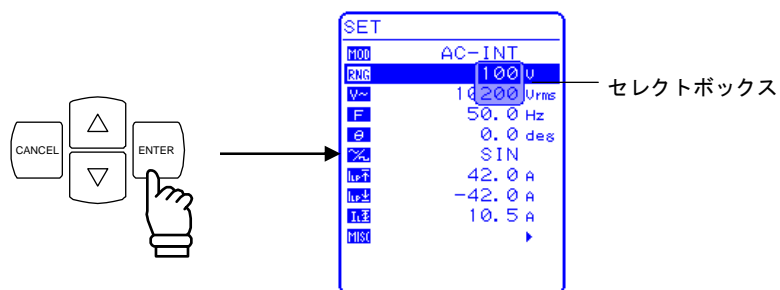 SET
MOD AC-INT
RNG 100 V
V~ 10 200 Vrms
F 50.0 Hz
θ 0.0 deg
SIN
42.0 A
-42.0 A
10.5 A
MISC
セレクトボックス
CANCEL
ENTER